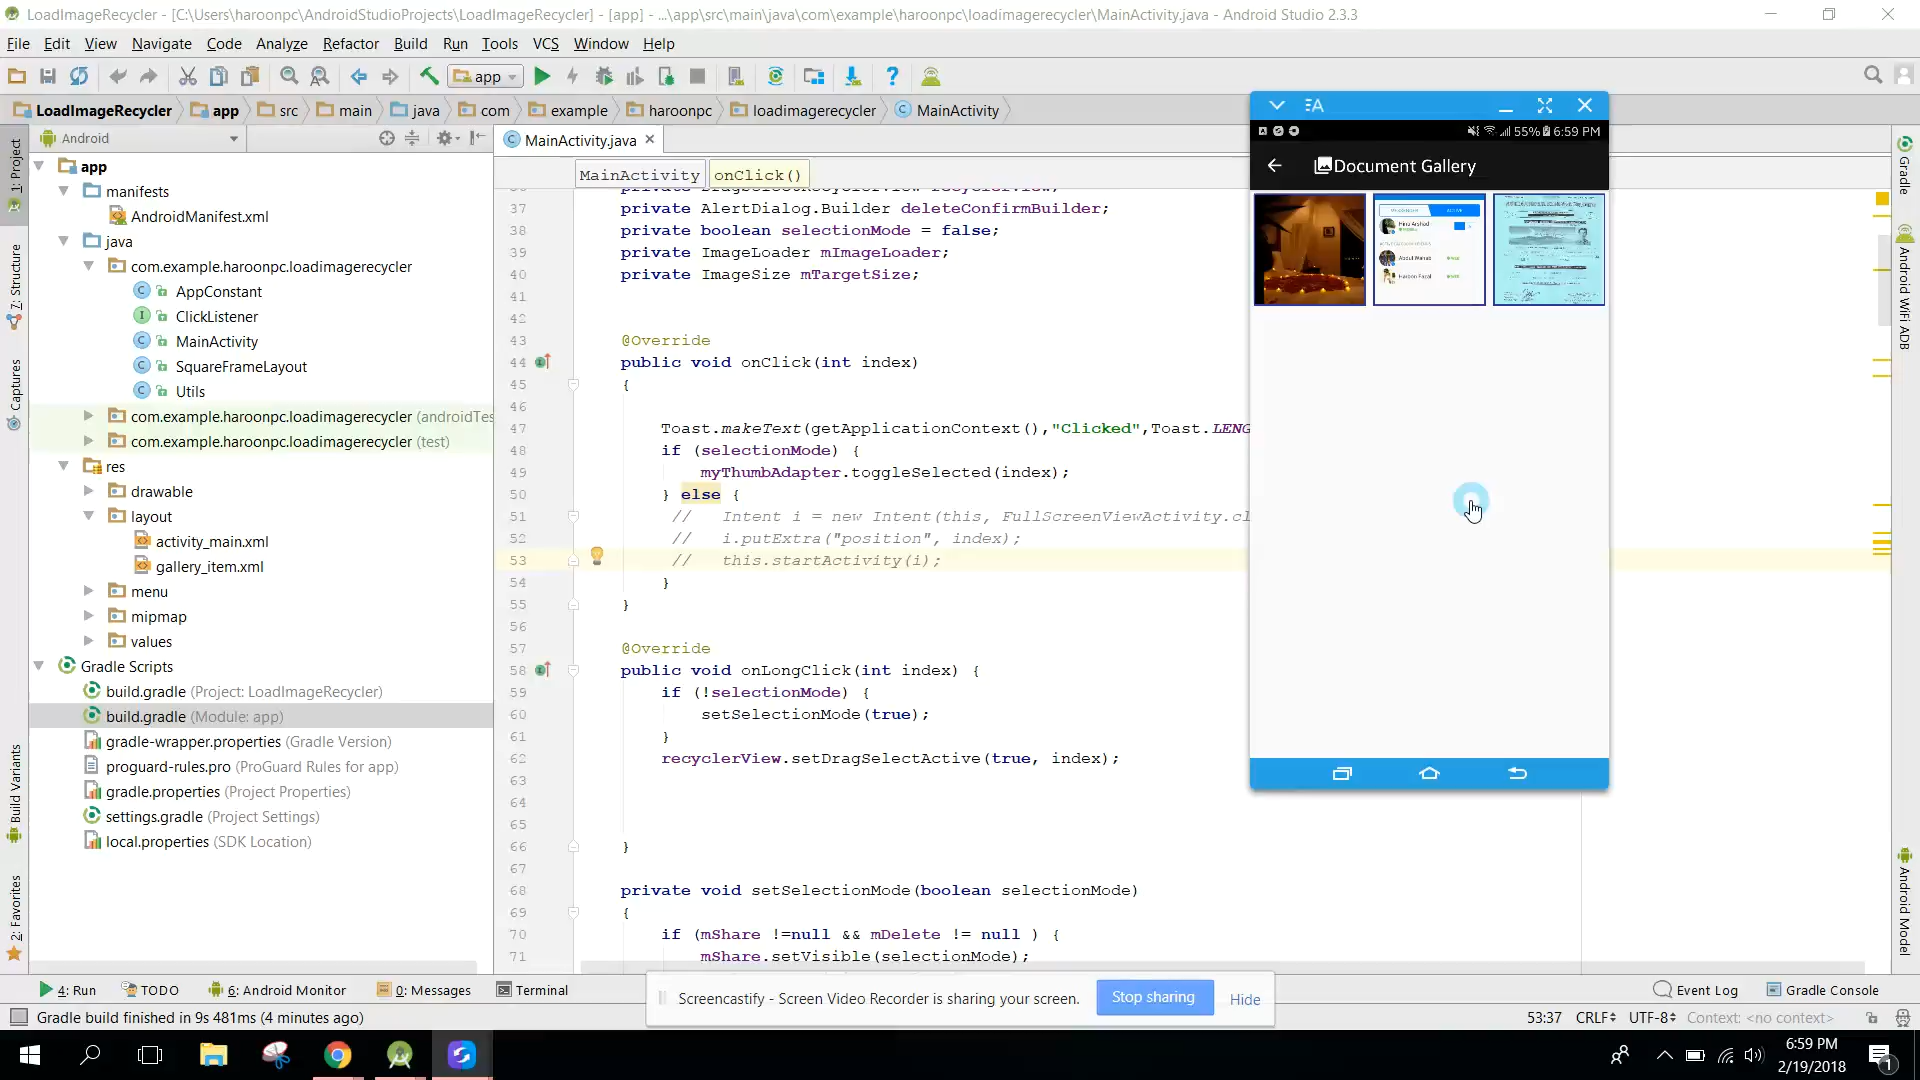 LoadImageRecycler - [C:\Users\haroonpc\AndroidStudioProjects\LoadImageRecycler] - [app] - ...\app\src\main\java\com\example\haroonpc\loadimagerecycler\MainActivity.java - Android Studio 2.3.3
File Edit View Navigate Code Analyze Refactor Build Run Tools VCS Window Help
app
LoadImageRecycler app src main java com example haroonpc loadimagerecycler MainActivity
Android
MainActivity.java
MainActivity onClick()
1: Project
7: Structure
Captures
Build Variants
2: Favorites
app
manifests
AndroidManifest.xml
java
com.example.haroonpc.loadimagerecycler
AppConstant
ClickListener
MainActivity
SquareFrameLayout
Utils
com.example.haroonpc.loadimagerecycler (androidTes
com.example.haroonpc.loadimagerecycler (test)
res
drawable
layout
activity_main.xml
gallery_item.xml
menu
mipmap
values
Gradle Scripts
build.gradle (Project: LoadImageRecycler)
build.gradle (Module: app)
gradle-wrapper.properties (Gradle Version)
proguard-rules.pro (ProGuard Rules for app)
gradle.properties (Project Properties)
settings.gradle (Project Settings)
local.properties (SDK Location)
37 private AlertDialog.Builder deleteConfirmBuilder;
38 private boolean selectionMode = false;
39 private ImageLoader mImageLoader;
40 private ImageSize mTargetSize;
41
42
43 @Override
44 public void onClick(int index)
45 {
46
47 Toast.makeText(getApplicationContext(),"Clicked",Toast.LENG
48 if (selectionMode) {
49 myThumbAdapter.toggleSelected(index);
50 } else {
51 // Intent i = new Intent(this, FullScreenViewActivity.cl
52 // i.putExtra("position", index);
53 // this.startActivity(i);
54 }
55 }
56
57 @Override
58 public void onLongClick(int index) {
59 if (!selectionMode) {
60 setSelectionMode(true);
61 }
62 recyclerView.setDragSelectActive(true, index);
63
64
65
66 }
67
68 private void setSelectionMode(boolean selectionMode)
69 {
70 if (mShare !=null && mDelete != null ) {
71 mShare.setVisible(selectionMode);
55% 6:59 PM
Document Gallery
MESSENGER ACTIVE
Hina Arshad
Abdul Wahab
Haroon Fazal
Gradle
Android WiFi ADB
Android Model
4: Run TODO 6: Android Monitor 0: Messages Terminal
Event Log Gradle Console
Screencastify - Screen Video Recorder is sharing your screen. Stop sharing Hide
Gradle build finished in 9s 481ms (4 minutes ago)
53:37 CRLF UTF-8 Context: <no context>
6:59 PM
2/19/2018
1